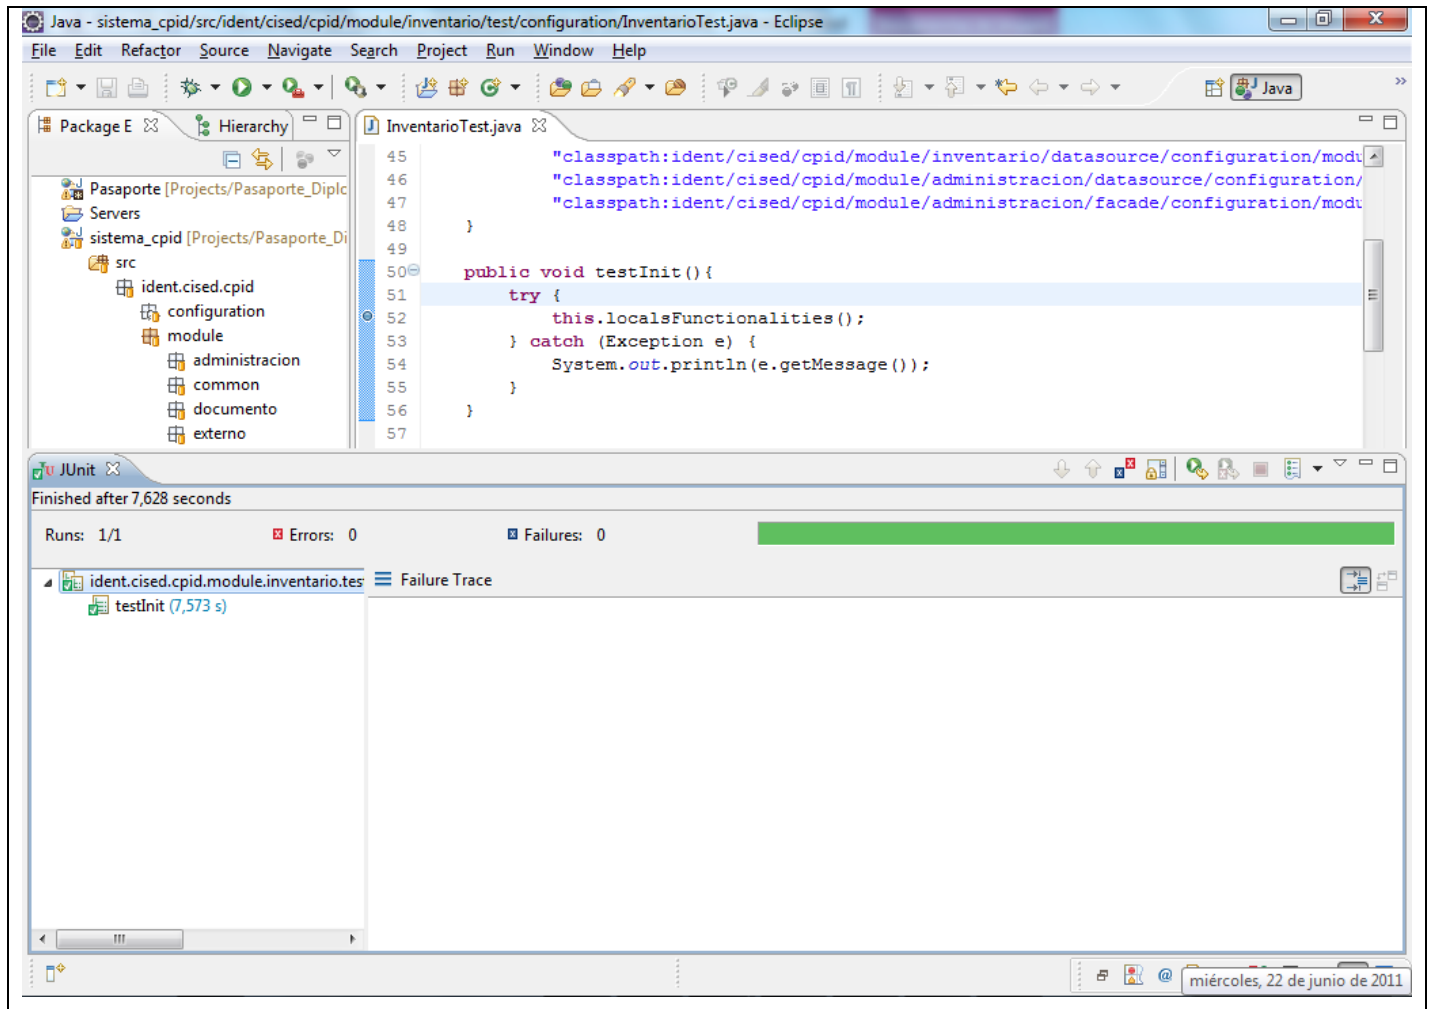 Java - sistema_cpid/src/ident/cised/cpid/module/inventario/test/configuration/InventarioTest.java - Eclipse
File Edit Refactor Source Navigate Search Project Run Window Help
Java
Package E Hierarchy
InventarioTest.java
Pasaporte [Projects/Pasaporte_Diplc
Servers
sistema_cpid [Projects/Pasaporte_Di
src
ident.cised.cpid
configuration
module
administracion
common
documento
externo
45 "classpath:ident/cised/cpid/module/inventario/datasource/configuration/modu
46 "classpath:ident/cised/cpid/module/administracion/datasource/configuration/
47 "classpath:ident/cised/cpid/module/administracion/facade/configuration/modu
48 }
49
50 public void testInit(){
51 try {
52 this.localsFunctionalities();
53 } catch (Exception e) {
54 System.out.println(e.getMessage());
55 }
56 }
57
JUnit
Finished after 7,628 seconds
Runs: 1/1 Errors: 0 Failures: 0
ident.cised.cpid.module.inventario.tes
testInit (7,573 s)
Failure Trace
miércoles, 22 de junio de 2011